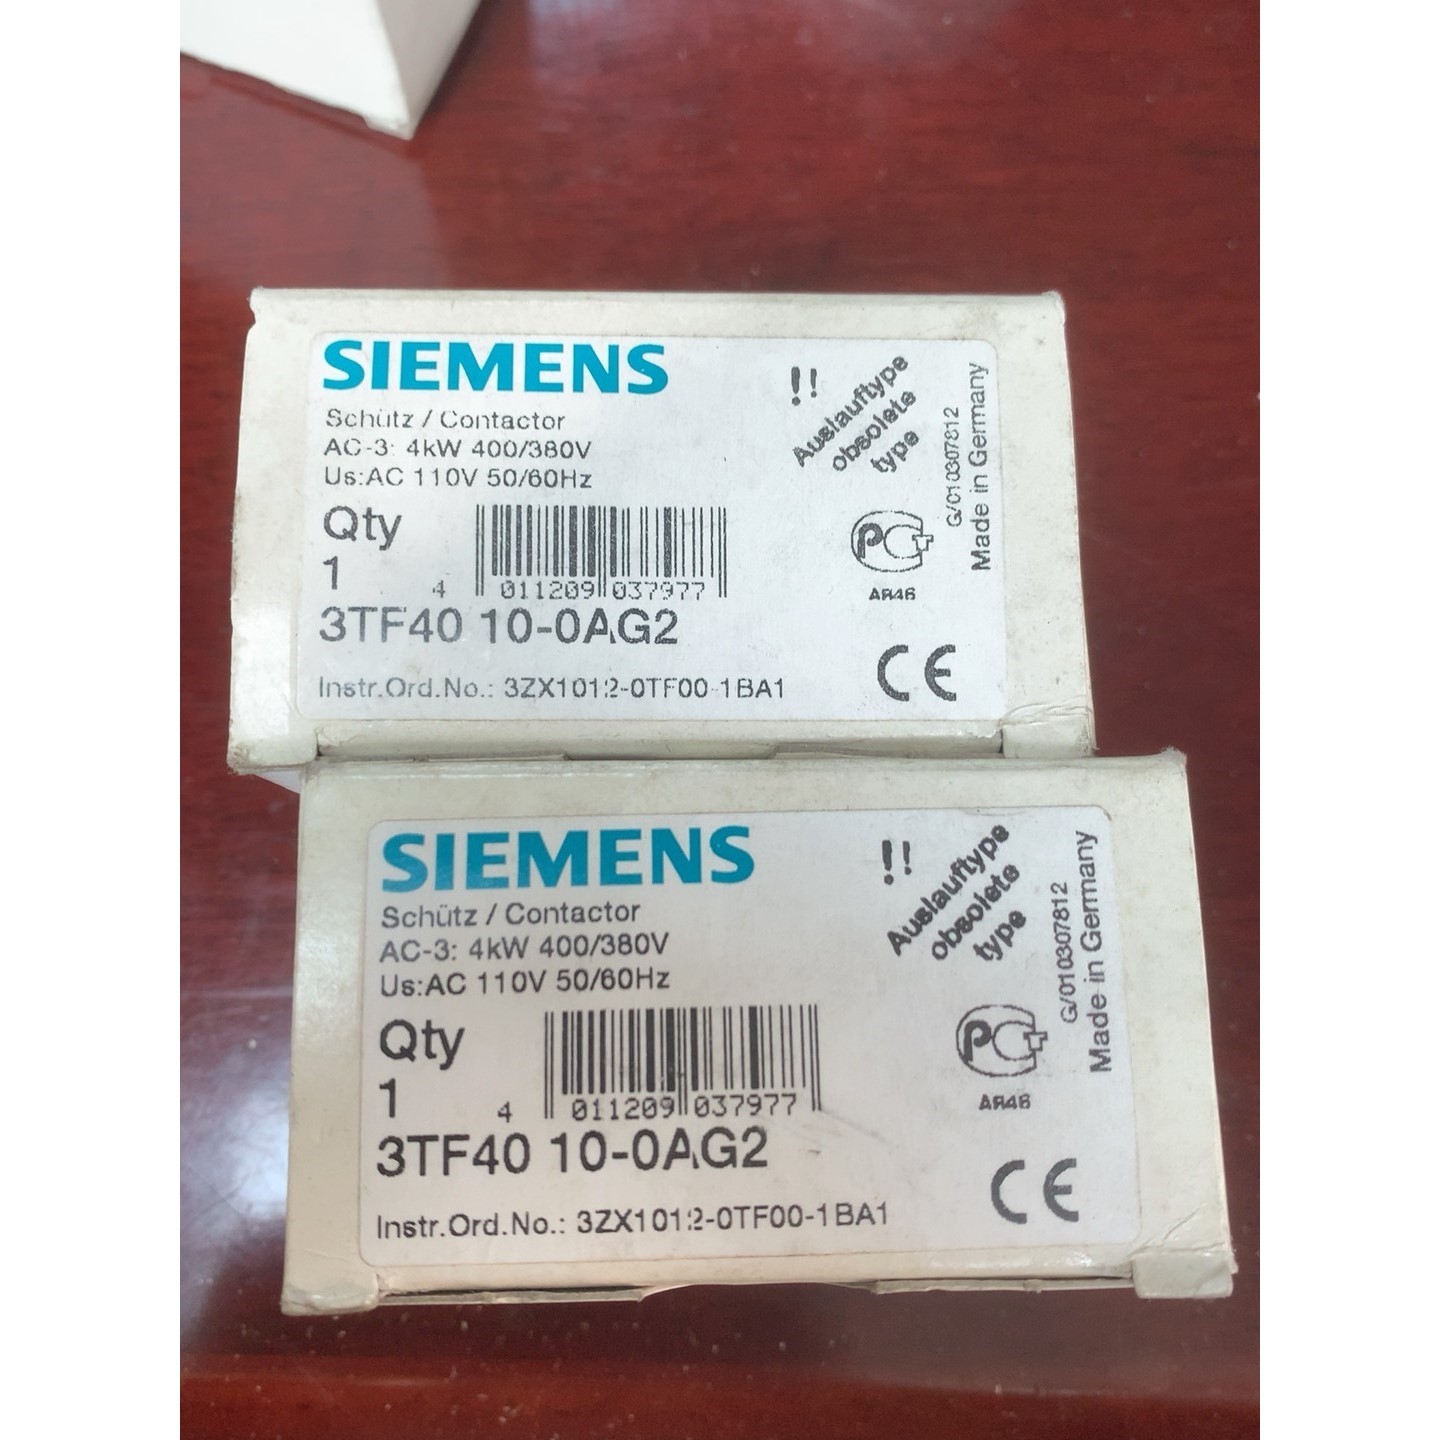 SIEMENS
Schütz / Contactor
AC-3: 4kW 400/380V
Us:AC 110V 50/60Hz
Qty
1
4 011209 037977
3TF40 10-0AG2
Instr.Ord.No.: 3ZX1012-0TF00-1BA1
!!
Auslauftype
obsolete
type
G/010307812
Made in Germany
PC
AR46
CE
SIEMENS
Schütz / Contactor
AC-3: 4kW 400/380V
Us:AC 110V 50/60Hz
Qty
1
4 011209 037977
3TF40 10-0AG2
Instr.Ord.No.: 3ZX1012-0TF00-1BA1
!!
Auslauftype
obsolete
type
G/010307812
Made in Germany
PC
AR46
CE